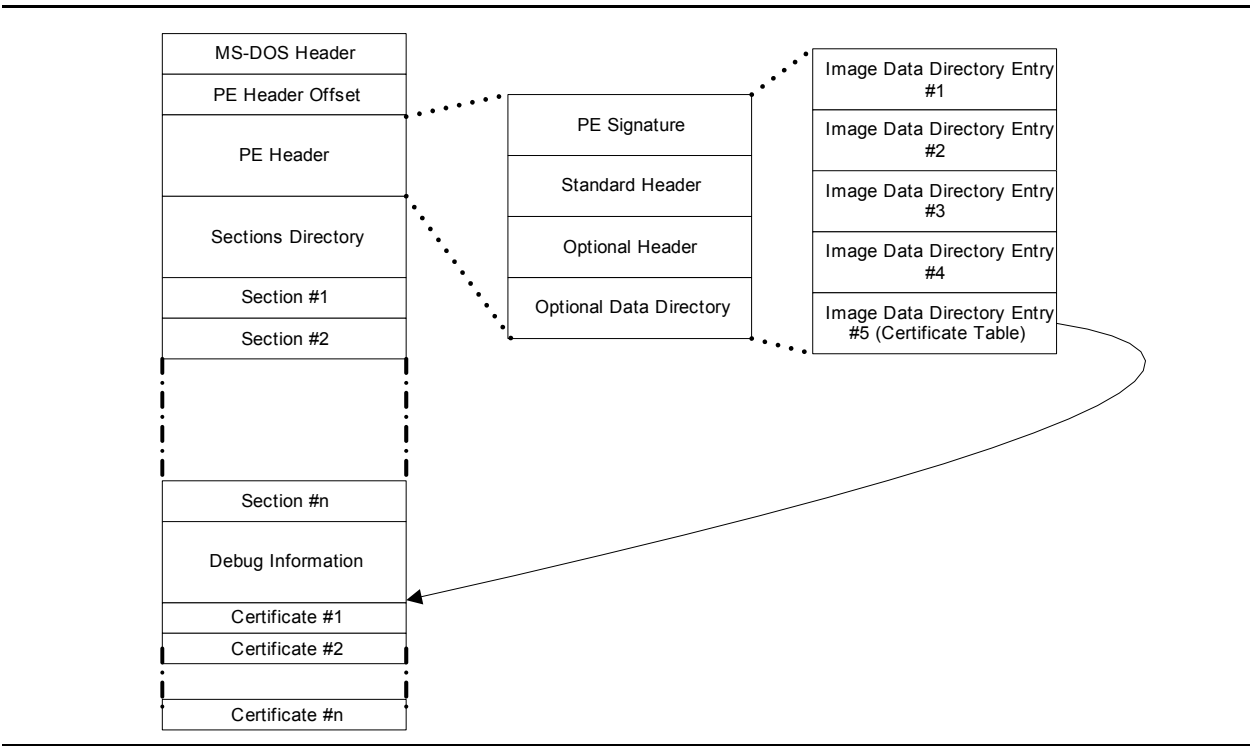 MS-DOS Header
PE Header Offset
PE Header
Sections Directory
Section #1
Section #2
Section #n
Debug Information
Certificate #1
Certificate #2
Certificate #n
PE Signature
Standard Header
Optional Header
Optional Data Directory
Image Data Directory Entry
#1
Image Data Directory Entry
#2
Image Data Directory Entry
#3
Image Data Directory Entry
#4
Image Data Directory Entry
#5 (Certificate Table)